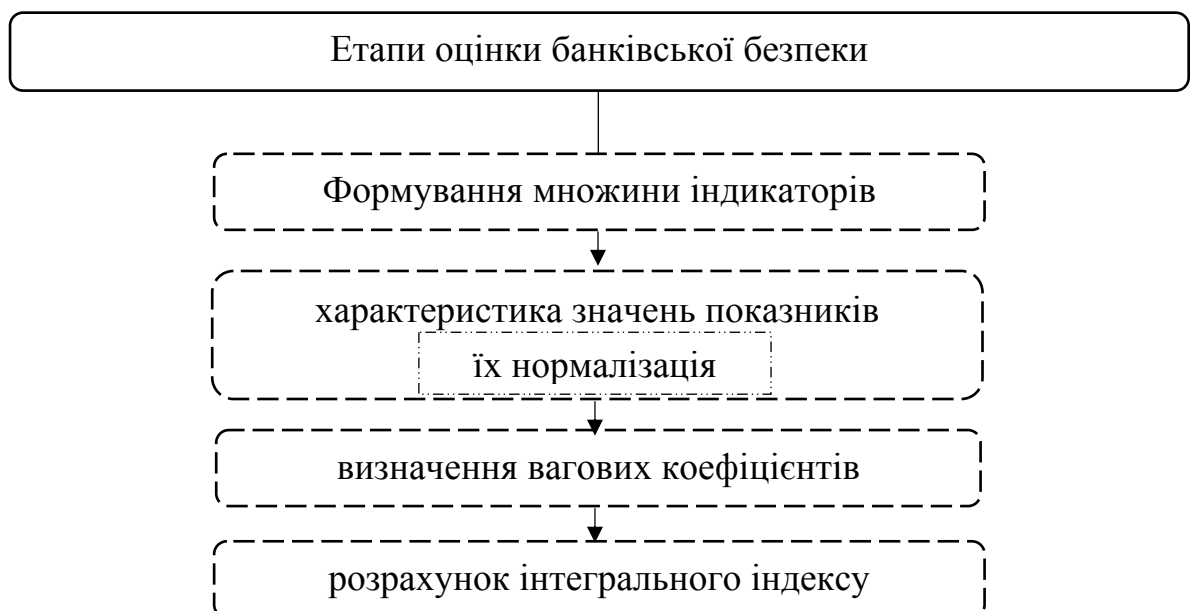 Етапи оцінки банківської безпеки
Формування множини індикаторів
характеристика значень показників
їх нормалізація
визначення вагових коефіцієнтів
розрахунок інтегрального індексу